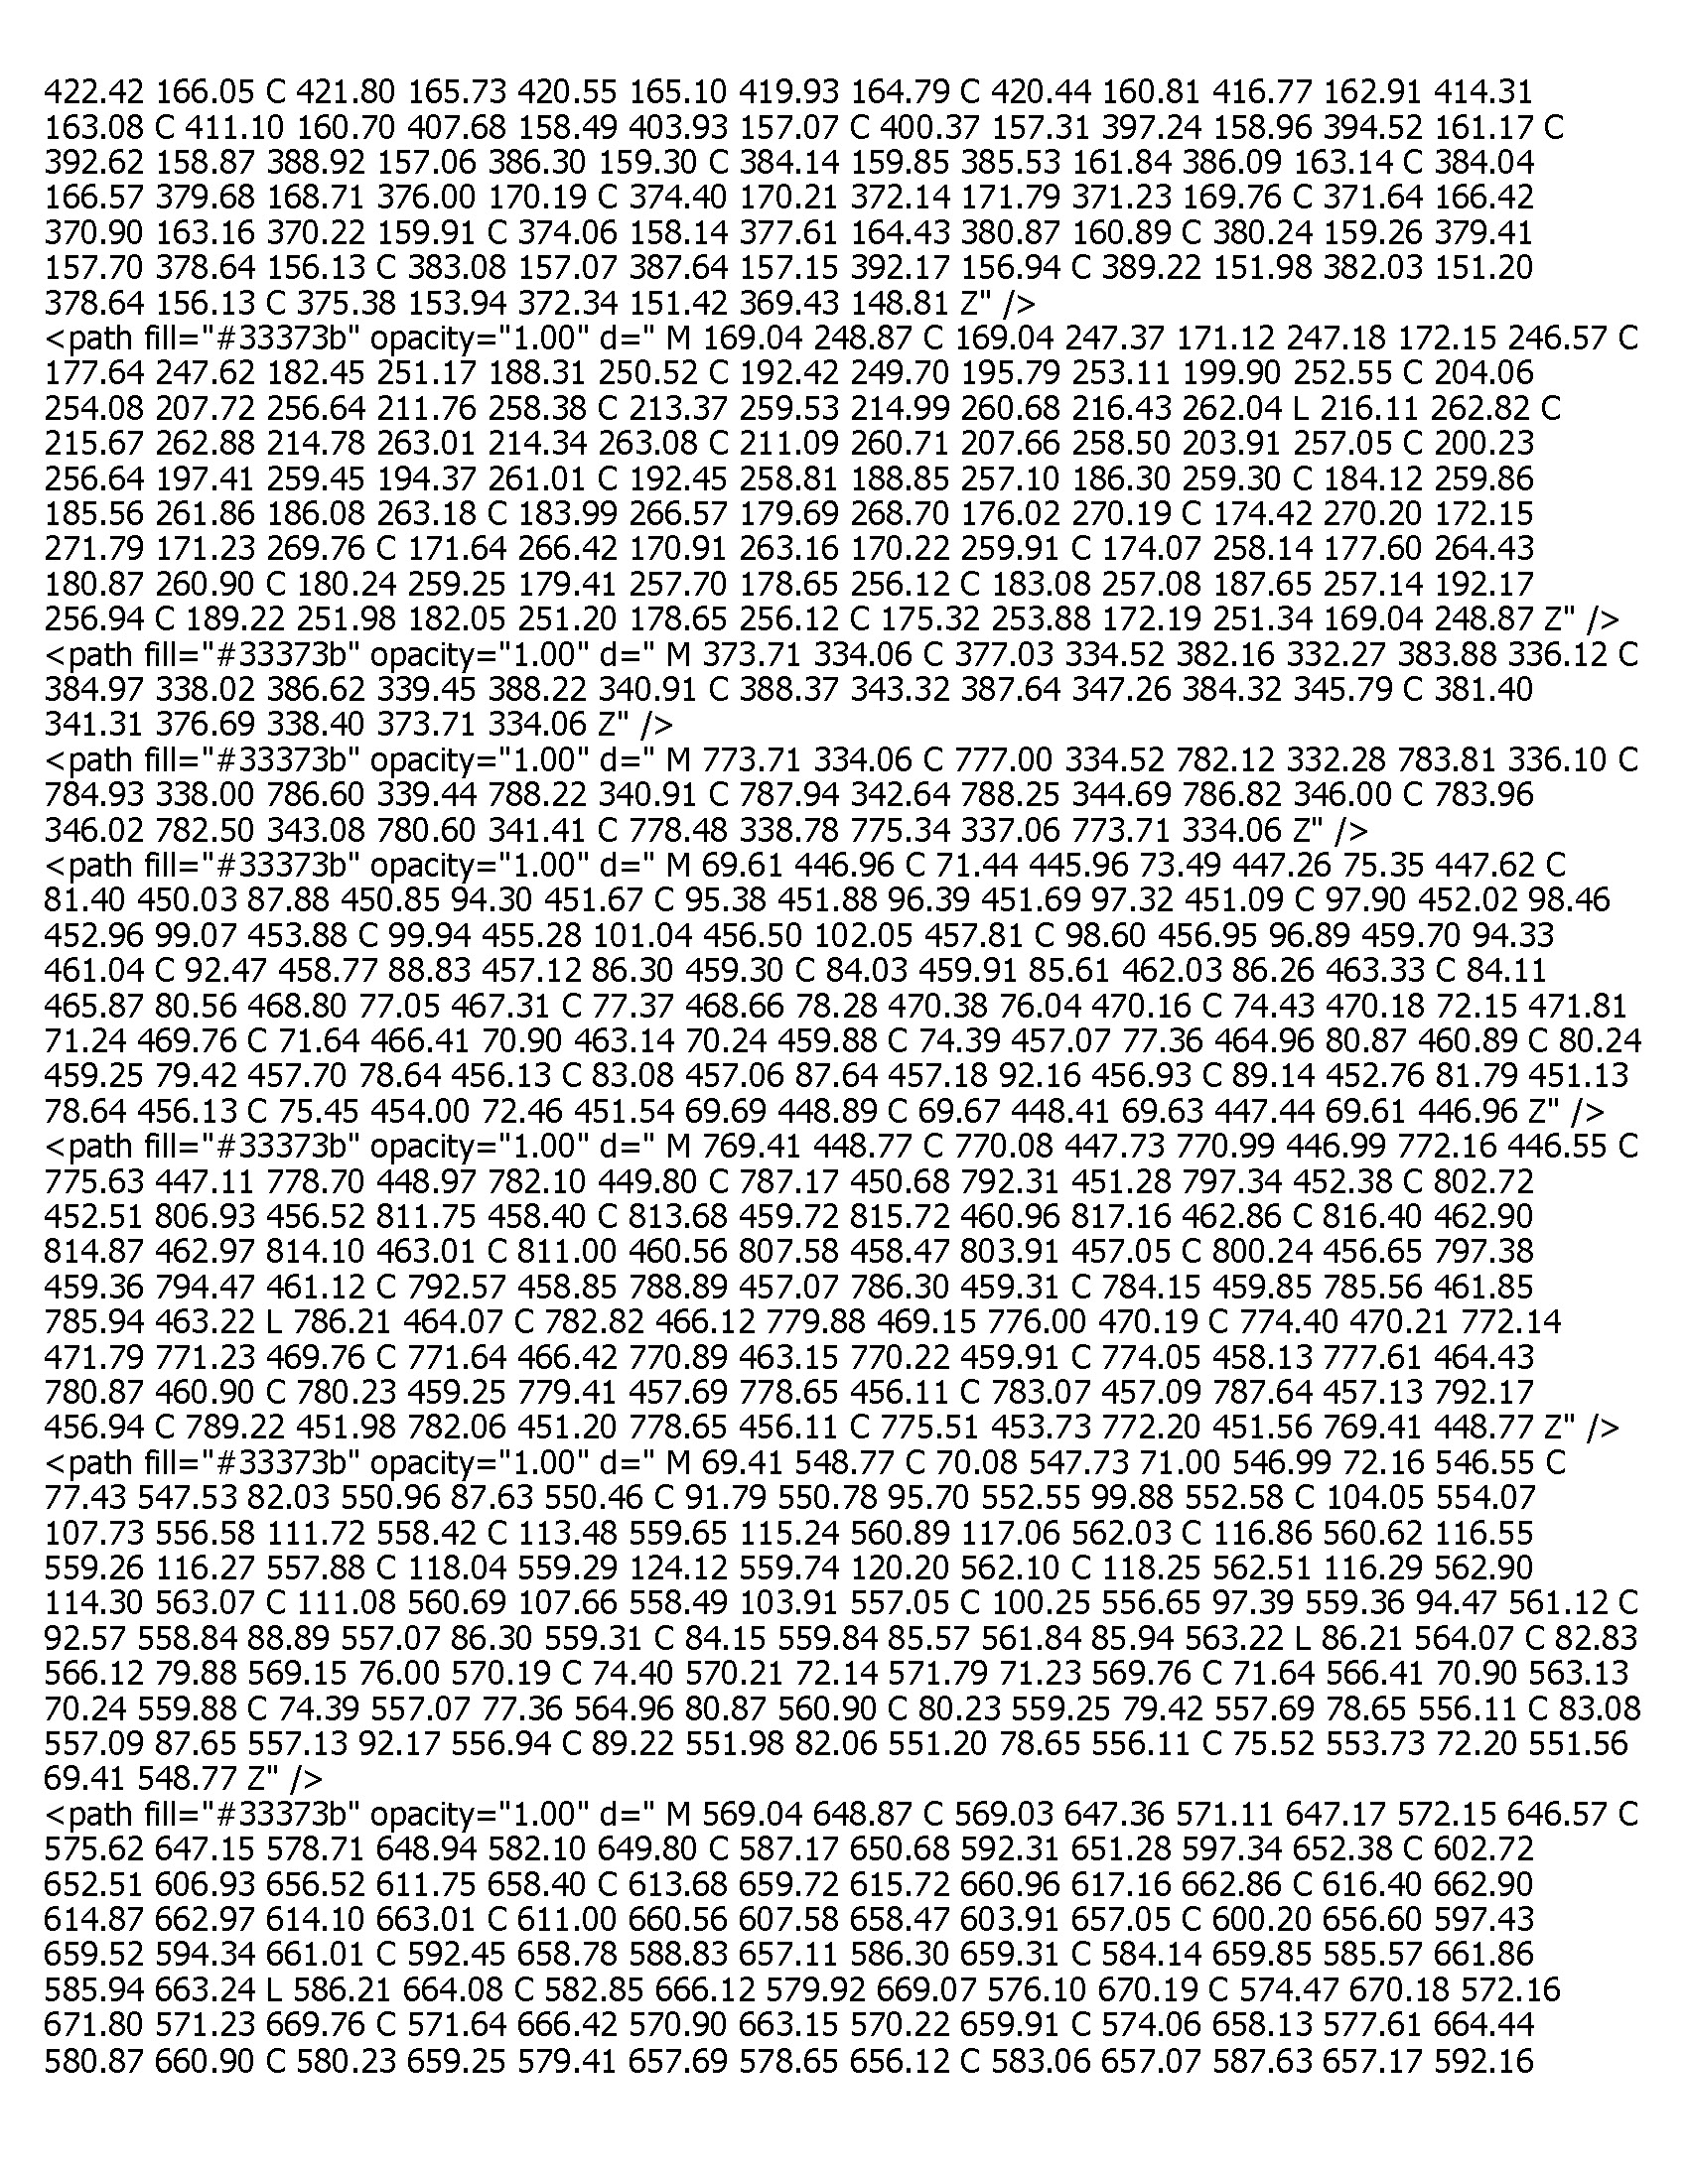 422.42 166.05 C 421.80 165.73 420.55 165.10 419.93 164.79 C 420.44 160.81 416.77 162.91 414.31
163.08 C 411.10 160.70 407.68 158.49 403.93 157.07 C 400.37 157.31 397.24 158.96 394.52 161.17 C
392.62 158.87 388.92 157.06 386.30 159.30 C 384.14 159.85 385.53 161.84 386.09 163.14 C 384.04
166.57 379.68 168.71 376.00 170.19 C 374.40 170.21 372.14 171.79 371.23 169.76 C 371.64 166.42
370.90 163.16 370.22 159.91 C 374.06 158.14 377.61 164.43 380.87 160.89 C 380.24 159.26 379.41
157.70 378.64 156.13 C 383.08 157.07 387.64 157.15 392.17 156.94 C 389.22 151.98 382.03 151.20
378.64 156.13 C 375.38 153.94 372.34 151.42 369.43 148.81 Z" />
<path fill="#33373b" opacity="1.00" d=" M 169.04 248.87 C 169.04 247.37 171.12 247.18 172.15 246.57 C
177.64 247.62 182.45 251.17 188.31 250.52 C 192.42 249.70 195.79 253.11 199.90 252.55 C 204.06
254.08 207.72 256.64 211.76 258.38 C 213.37 259.53 214.99 260.68 216.43 262.04 L 216.11 262.82 C
215.67 262.88 214.78 263.01 214.34 263.08 C 211.09 260.71 207.66 258.50 203.91 257.05 C 200.23
256.64 197.41 259.45 194.37 261.01 C 192.45 258.81 188.85 257.10 186.30 259.30 C 184.12 259.86
185.56 261.86 186.08 263.18 C 183.99 266.57 179.69 268.70 176.02 270.19 C 174.42 270.20 172.15
271.79 171.23 269.76 C 171.64 266.42 170.91 263.16 170.22 259.91 C 174.07 258.14 177.60 264.43
180.87 260.90 C 180.24 259.25 179.41 257.70 178.65 256.12 C 183.08 257.08 187.65 257.14 192.17
256.94 C 189.22 251.98 182.05 251.20 178.65 256.12 C 175.32 253.88 172.19 251.34 169.04 248.87 Z" />
<path fill="#33373b" opacity="1.00" d=" M 373.71 334.06 C 377.03 334.52 382.16 332.27 383.88 336.12 C
384.97 338.02 386.62 339.45 388.22 340.91 C 388.37 343.32 387.64 347.26 384.32 345.79 C 381.40
341.31 376.69 338.40 373.71 334.06 Z" />
<path fill="#33373b" opacity="1.00" d=" M 773.71 334.06 C 777.00 334.52 782.12 332.28 783.81 336.10 C
784.93 338.00 786.60 339.44 788.22 340.91 C 787.94 342.64 788.25 344.69 786.82 346.00 C 783.96
346.02 782.50 343.08 780.60 341.41 C 778.48 338.78 775.34 337.06 773.71 334.06 Z" />
<path fill="#33373b" opacity="1.00" d=" M 69.61 446.96 C 71.44 445.96 73.49 447.26 75.35 447.62 C
81.40 450.03 87.88 450.85 94.30 451.67 C 95.38 451.88 96.39 451.69 97.32 451.09 C 97.90 452.02 98.46
452.96 99.07 453.88 C 99.94 455.28 101.04 456.50 102.05 457.81 C 98.60 456.95 96.89 459.70 94.33
461.04 C 92.47 458.77 88.83 457.12 86.30 459.30 C 84.03 459.91 85.61 462.03 86.26 463.33 C 84.11
465.87 80.56 468.80 77.05 467.31 C 77.37 468.66 78.28 470.38 76.04 470.16 C 74.43 470.18 72.15 471.81
71.24 469.76 C 71.64 466.41 70.90 463.14 70.24 459.88 C 74.39 457.07 77.36 464.96 80.87 460.89 C 80.24
459.25 79.42 457.70 78.64 456.13 C 83.08 457.06 87.64 457.18 92.16 456.93 C 89.14 452.76 81.79 451.13
78.64 456.13 C 75.45 454.00 72.46 451.54 69.69 448.89 C 69.67 448.41 69.63 447.44 69.61 446.96 Z" />
<path fill="#33373b" opacity="1.00" d=" M 769.41 448.77 C 770.08 447.73 770.99 446.99 772.16 446.55 C
775.63 447.11 778.70 448.97 782.10 449.80 C 787.17 450.68 792.31 451.28 797.34 452.38 C 802.72
452.51 806.93 456.52 811.75 458.40 C 813.68 459.72 815.72 460.96 817.16 462.86 C 816.40 462.90
814.87 462.97 814.10 463.01 C 811.00 460.56 807.58 458.47 803.91 457.05 C 800.24 456.65 797.38
459.36 794.47 461.12 C 792.57 458.85 788.89 457.07 786.30 459.31 C 784.15 459.85 785.56 461.85
785.94 463.22 L 786.21 464.07 C 782.82 466.12 779.88 469.15 776.00 470.19 C 774.40 470.21 772.14
471.79 771.23 469.76 C 771.64 466.42 770.89 463.15 770.22 459.91 C 774.05 458.13 777.61 464.43
780.87 460.90 C 780.23 459.25 779.41 457.69 778.65 456.11 C 783.07 457.09 787.64 457.13 792.17
456.94 C 789.22 451.98 782.06 451.20 778.65 456.11 C 775.51 453.73 772.20 451.56 769.41 448.77 Z" />
<path fill="#33373b" opacity="1.00" d=" M 69.41 548.77 C 70.08 547.73 71.00 546.99 72.16 546.55 C
77.43 547.53 82.03 550.96 87.63 550.46 C 91.79 550.78 95.70 552.55 99.88 552.58 C 104.05 554.07
107.73 556.58 111.72 558.42 C 113.48 559.65 115.24 560.89 117.06 562.03 C 116.86 560.62 116.55
559.26 116.27 557.88 C 118.04 559.29 124.12 559.74 120.20 562.10 C 118.25 562.51 116.29 562.90
114.30 563.07 C 111.08 560.69 107.66 558.49 103.91 557.05 C 100.25 556.65 97.39 559.36 94.47 561.12 C
92.57 558.84 88.89 557.07 86.30 559.31 C 84.15 559.84 85.57 561.84 85.94 563.22 L 86.21 564.07 C 82.83
566.12 79.88 569.15 76.00 570.19 C 74.40 570.21 72.14 571.79 71.23 569.76 C 71.64 566.41 70.90 563.13
70.24 559.88 C 74.39 557.07 77.36 564.96 80.87 560.90 C 80.23 559.25 79.42 557.69 78.65 556.11 C 83.08
557.09 87.65 557.13 92.17 556.94 C 89.22 551.98 82.06 551.20 78.65 556.11 C 75.52 553.73 72.20 551.56
69.41 548.77 Z" />
<path fill="#33373b" opacity="1.00" d=" M 569.04 648.87 C 569.03 647.36 571.11 647.17 572.15 646.57 C
575.62 647.15 578.71 648.94 582.10 649.80 C 587.17 650.68 592.31 651.28 597.34 652.38 C 602.72
652.51 606.93 656.52 611.75 658.40 C 613.68 659.72 615.72 660.96 617.16 662.86 C 616.40 662.90
614.87 662.97 614.10 663.01 C 611.00 660.56 607.58 658.47 603.91 657.05 C 600.20 656.60 597.43
659.52 594.34 661.01 C 592.45 658.78 588.83 657.11 586.30 659.31 C 584.14 659.85 585.57 661.86
585.94 663.24 L 586.21 664.08 C 582.85 666.12 579.92 669.07 576.10 670.19 C 574.47 670.18 572.16
671.80 571.23 669.76 C 571.64 666.42 570.90 663.15 570.22 659.91 C 574.06 658.13 577.61 664.44
580.87 660.90 C 580.23 659.25 579.41 657.69 578.65 656.12 C 583.06 657.07 587.63 657.17 592.16